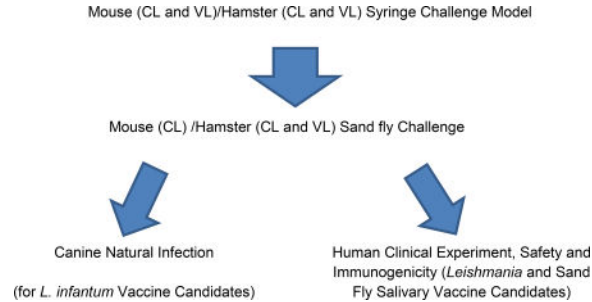 Mouse (CL and VL)/Hamster (CL and VL) Syringe Challenge Model
Mouse (CL) /Hamster (CL and VL) Sand fly Challenge
Canine Natural Infection
(for L. infantum Vaccine Candidates)
Human Clinical Experiment, Safety and
Immunogenicity (Leishmania and Sand
Fly Salivary Vaccine Candidates)